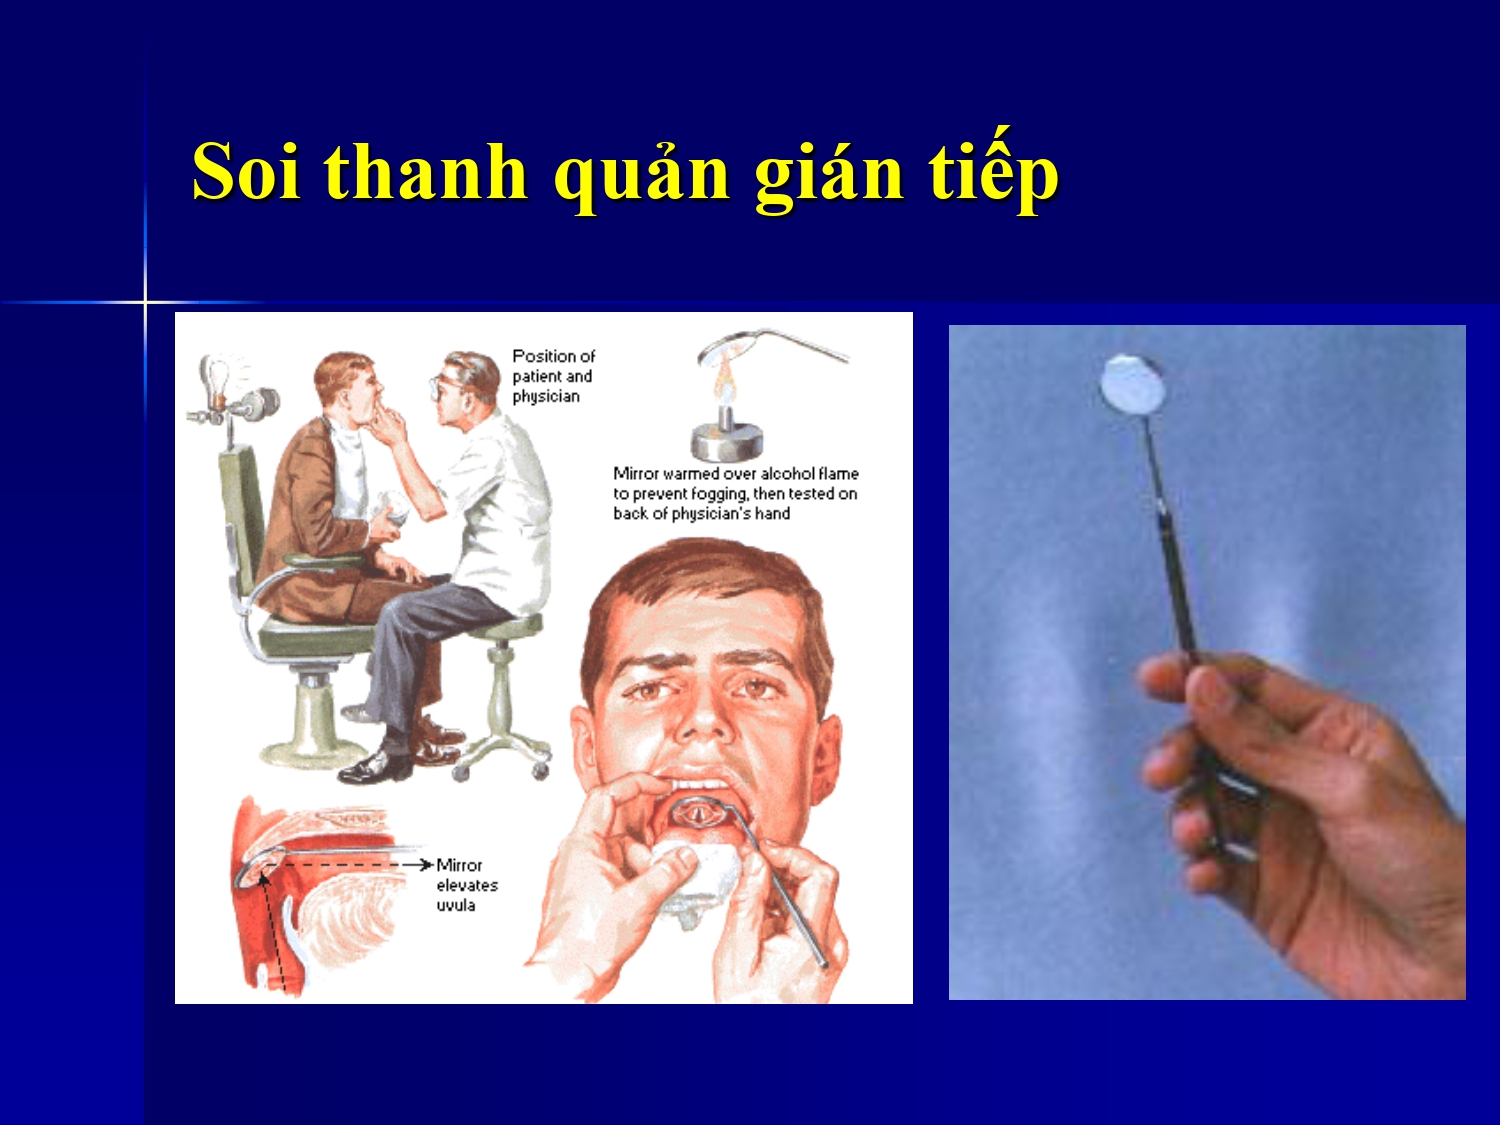 Soi thanh quản gián tiếp
Position of
patient and
physician
Mirror warmed over alcohol flame
to prevent fogging, then tested on
back of physician's hand
Mirror
elevates
uvula